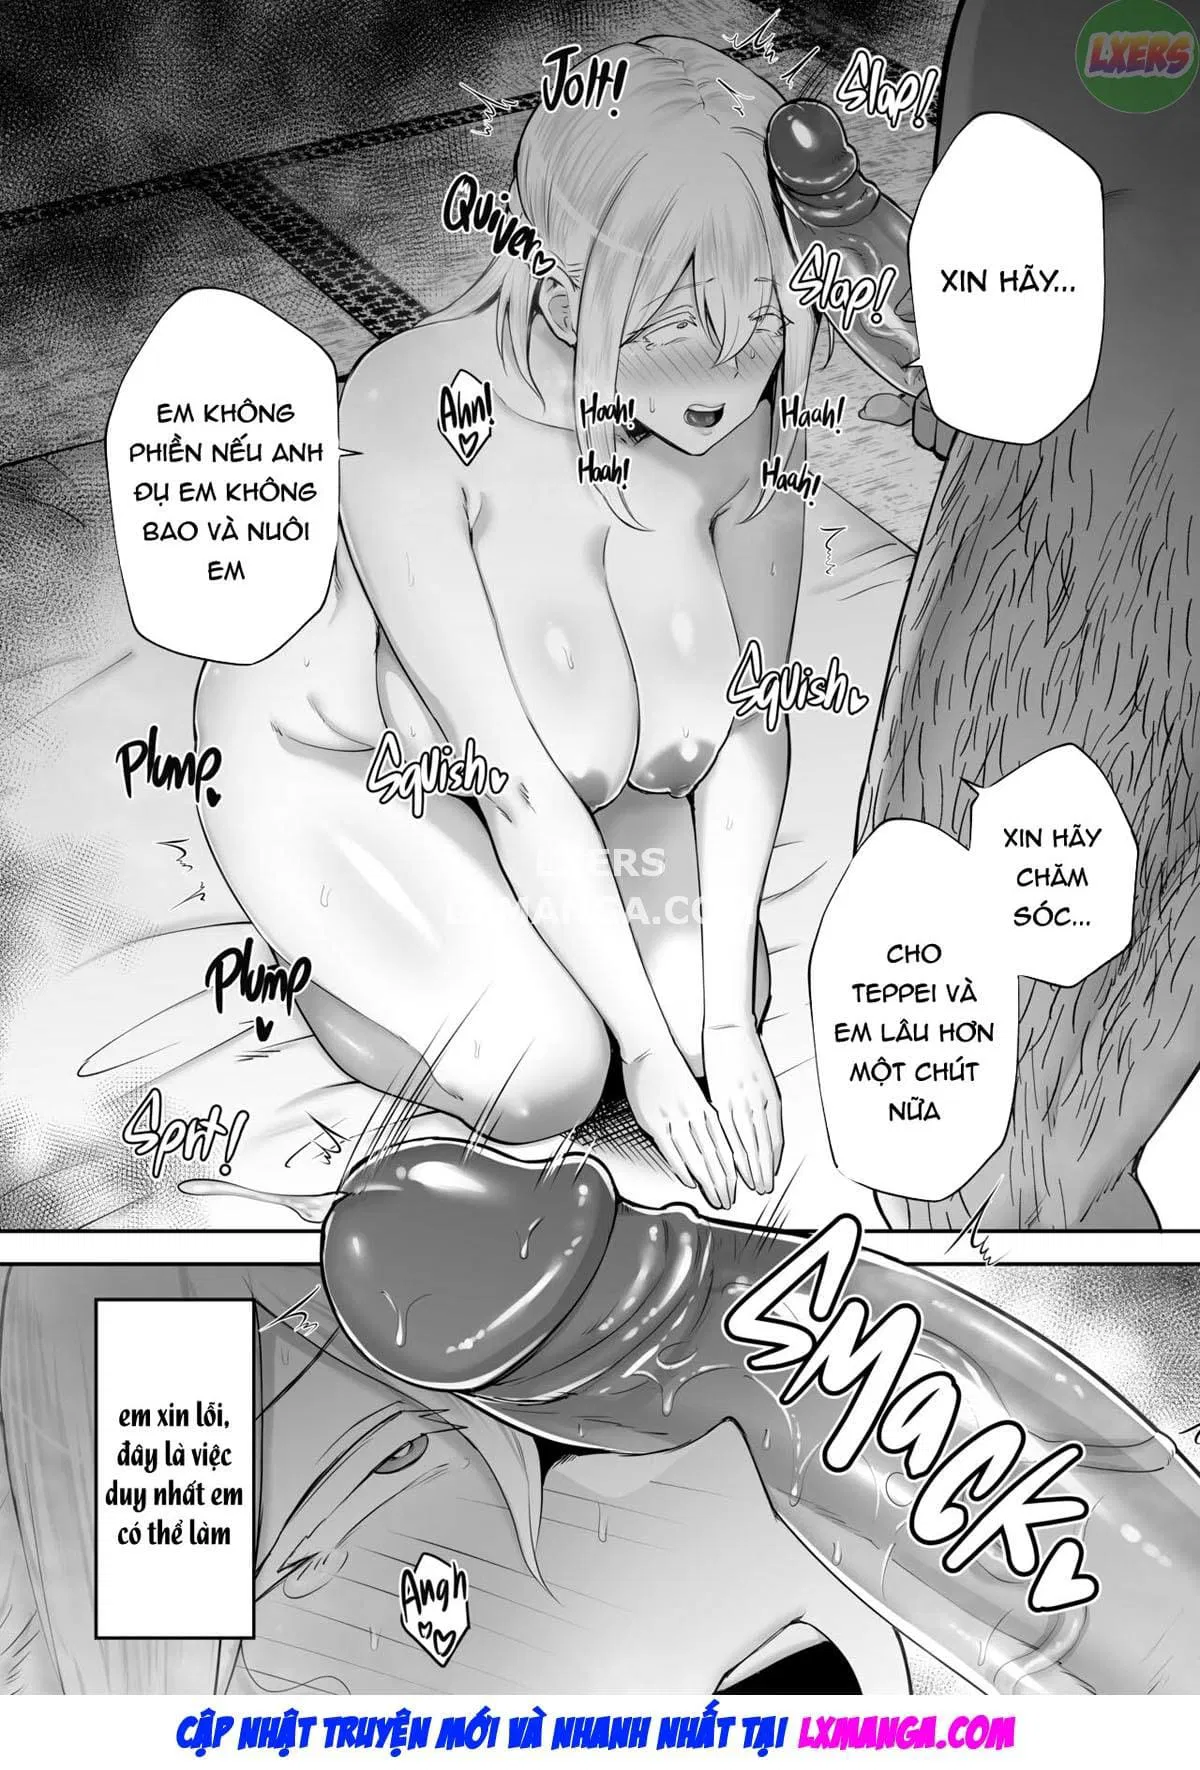 LXERS
Jolt!
Slap!
Quiver
XIN HÃY...
Slap!
Ahn!
Haah!
Haah!
Haah!
Haah!
EM KHÔNG
PHIỀN NẾU ANH
ĐỤ EM KHÔNG
BAO VÀ NUÔI
EM
Squish
Squish
Plump
XIN HÃY
CHĂM
SÓC...
CHO
TEPPEI VÀ
EM LÂU HƠN
MỘT CHÚT
NỮA
LXERS
LXMANGA.CO
Plump
Sprt!
SMACK
em xin lỗi,
đây là việc
duy nhất em
có thể làm
Angh
CẬP NHẬT TRUYỆN MỚI VÀ NHANH NHẤT TẠI LXMANGA.COM